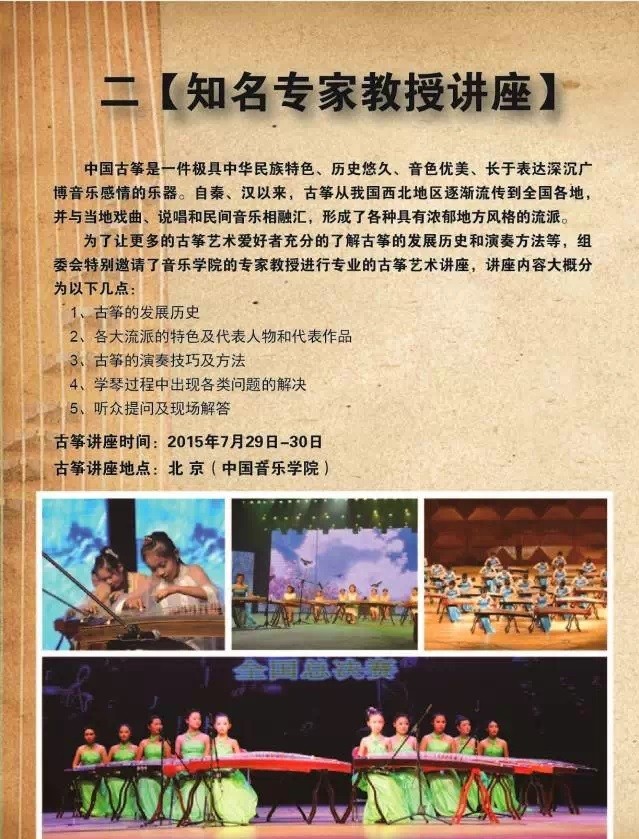 二【知名专家教授讲座】
中国古筝是一件极具中华民族特色、历史悠久、音色优美、长于表达深沉广
博音乐感情的乐器。自秦、汉以来，古筝从我国西北地区逐渐流传到全国各地，
并与当地戏曲、说唱和民间音乐相融汇，形成了各种具有浓郁地方风格的流派。
为了让更多的古筝艺术爱好者充分的了解古筝的发展历史和演奏方法等，组
委会特别邀请了音乐学院的专家教授进行专业的古筝艺术讲座，讲座内容大概分
为以下几点：
1、古筝的发展历史
2、各大流派的特色及代表人物和代表作品
3、古筝的演奏技巧及方法
4、学琴过程中出现各类问题的解决
5、听众提问及现场解答
古筝讲座时间：2015年7月29日-30日
古筝讲座地点：北 京（中国音乐学院）
全国总决赛